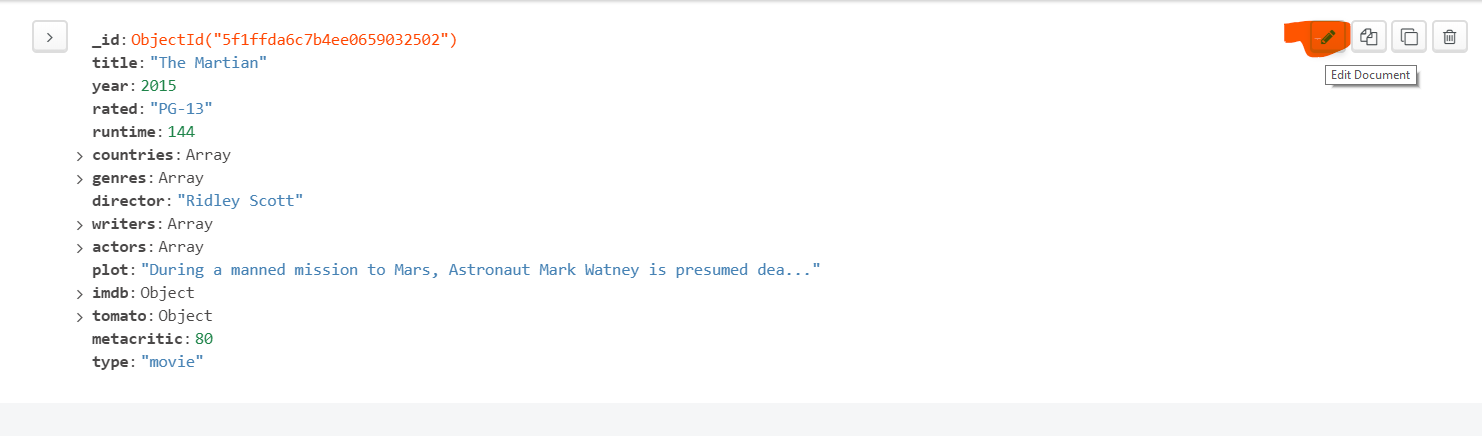 _id: ObjectId("5f1ffda6c7b4ee0659032502")
title: "The Martian"
Edit Document
year: 2015
rated: "PG-13"
runtime: 144
countries: Array
genres: Array
director: "Ridley Scott"
writers: Array
actors: Array
plot: "During a manned mission to Mars, Astronaut Mark Watney is presumed dea..."
imdb: Object
tomato: Object
metacritic: 80
type: "movie"